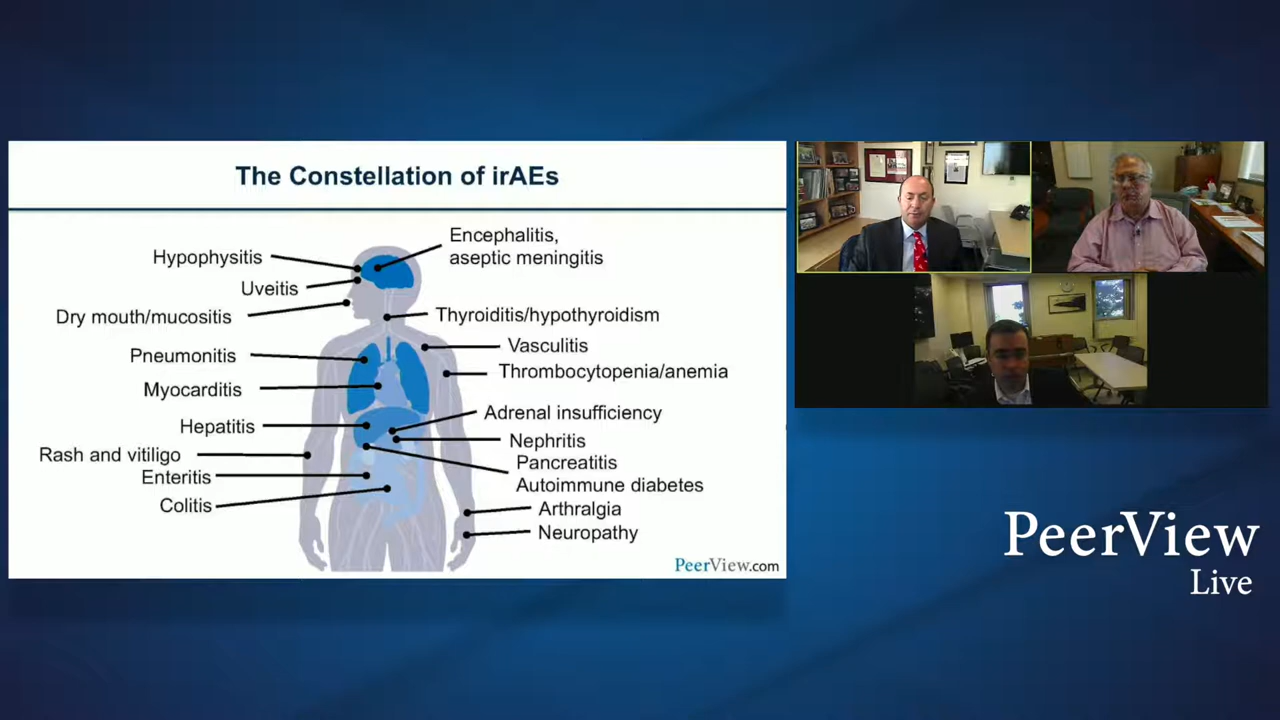 The Constellation of irAEs
Hypophysitis
Uveitis
Dry mouth/mucositis
Pneumonitis
Myocarditis
Hepatitis
Rash and vitiligo
Enteritis
Colitis
Encephalitis,
aseptic meningitis
Thyroiditis/hypothyroidism
Vasculitis
Thrombocytopenia/anemia
Adrenal insufficiency
Nephritis
Pancreatitis
Autoimmune diabetes
Arthralgia
Neuropathy
PeerView.com
PeerView
Live